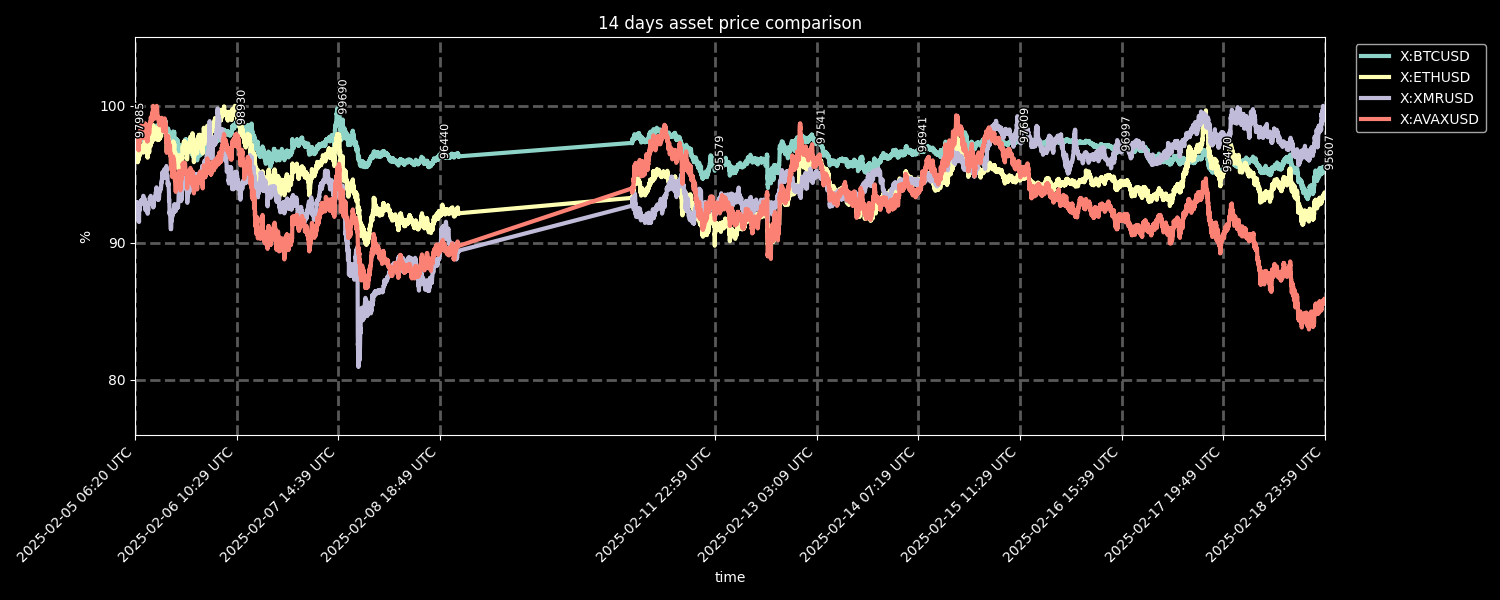 14 days asset price comparison
X:BTCUSD
X:ETHUSD
X:XMRUSD
X:AVAXUSD
100
90
80
%
97985
98930
99690
96440
95579
97541
96941
97609
96997
95470
95607
2025-02-05 06:20 UTC
2025-02-06 10:29 UTC
2025-02-07 14:39 UTC
2025-02-08 18:49 UTC
2025-02-11 22:59 UTC
2025-02-13 03:09 UTC
2025-02-14 07:19 UTC
2025-02-15 11:29 UTC
2025-02-16 15:39 UTC
2025-02-17 19:49 UTC
2025-02-18 23:59 UTC
time